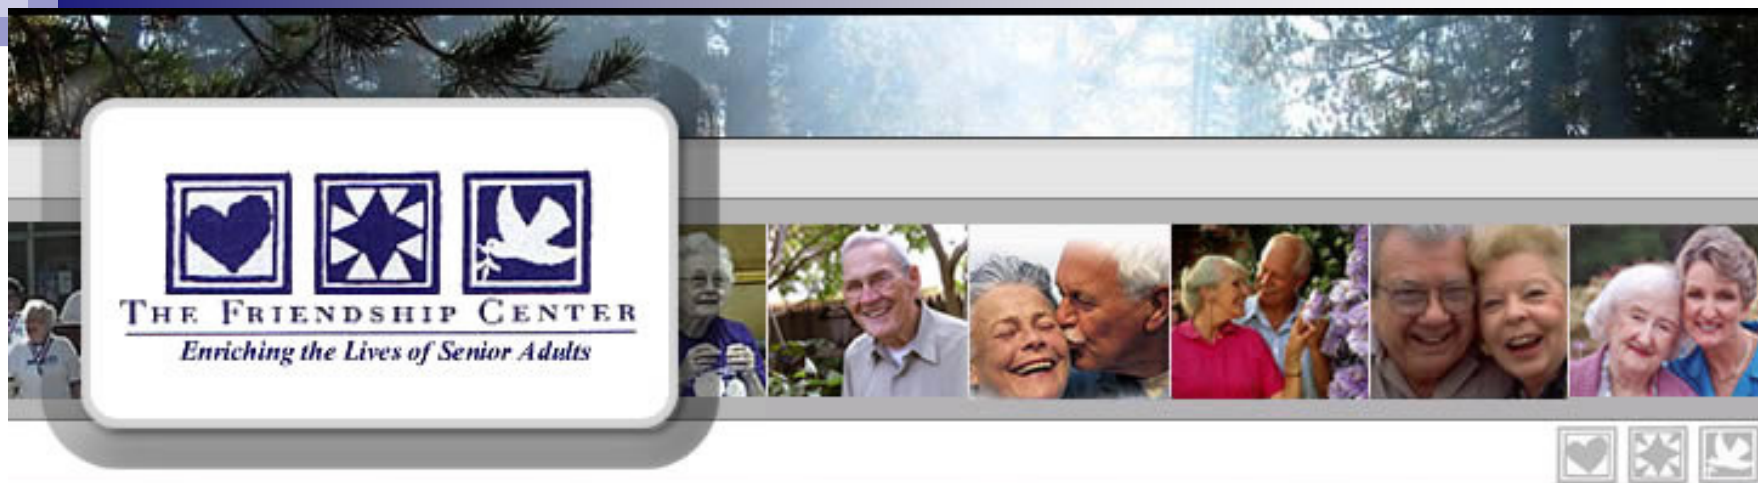 THE FRIENDSHIP CENTER
Enriching the Lives of Senior Adults